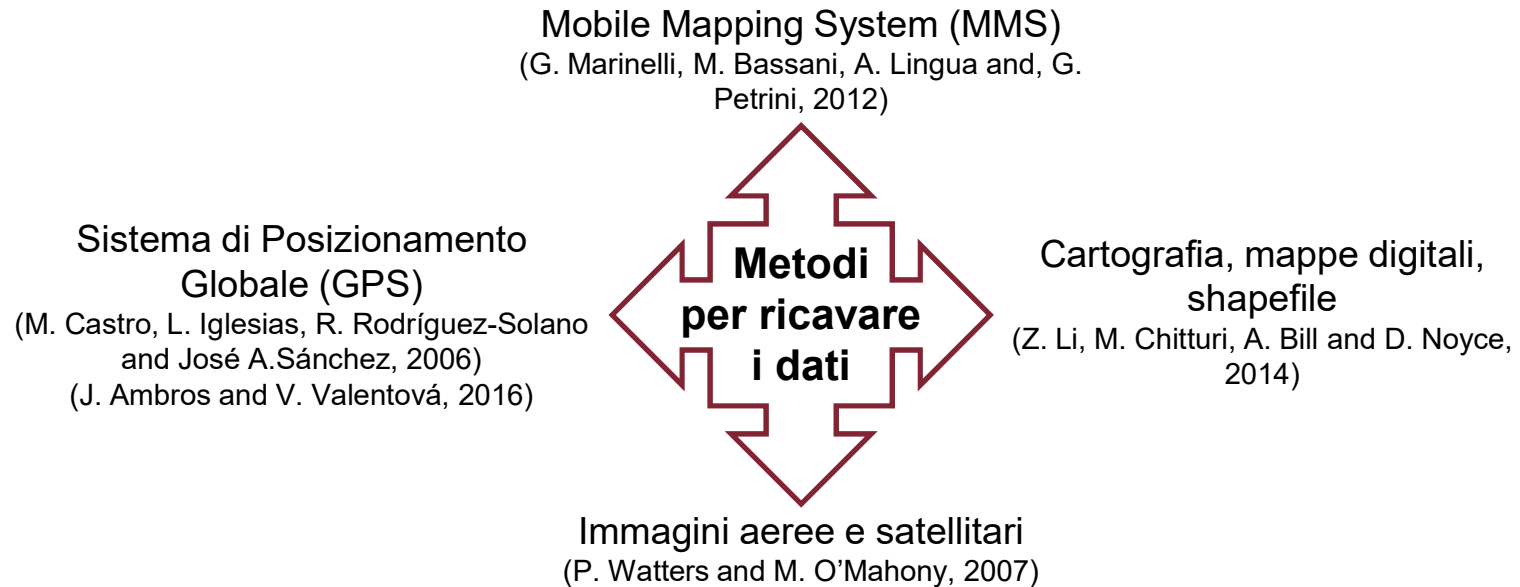 Mobile Mapping System (MMS)
(G. Marinelli, M. Bassani, A. Lingua and, G.
Petrini, 2012)
Sistema di Posizionamento
Globale (GPS)
(M. Castro, L. Iglesias, R. Rodríguez-Solano
and José A.Sánchez, 2006)
(J. Ambros and V. Valentová, 2016)
Metodi
per ricavare
i dati
Cartografia, mappe digitali,
shapefile
(Z. Li, M. Chitturi, A. Bill and D. Noyce,
2014)
Immagini aeree e satellitari
(P. Watters and M. O’Mahony, 2007)